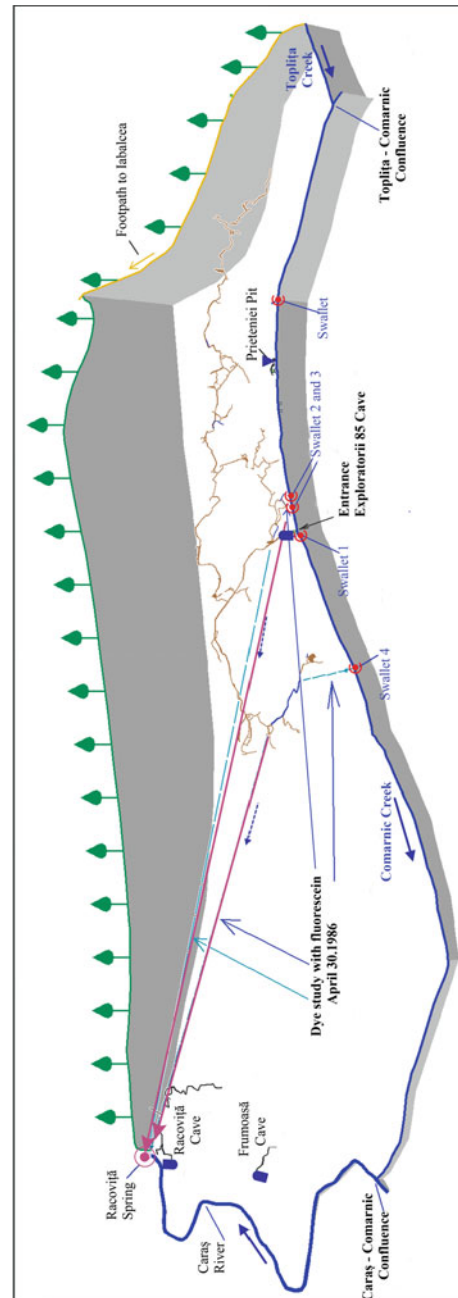 Toplița
Creek
Toplița - Comarnic
Confluence
Footpath to Iabalcea
Swallet
Prieteniei Pit
Swallet 2 and 3
Entrance
Exploratorii 85 Cave
Swallet 1
Swallet 4
Comarnic Creek
Dye study with fluorescein
April 30.1986
Racoviță
Spring
Racoviță
Cave
Frumoasă
Cave
Caraș
River
Caraș - Comarnic
Confluence